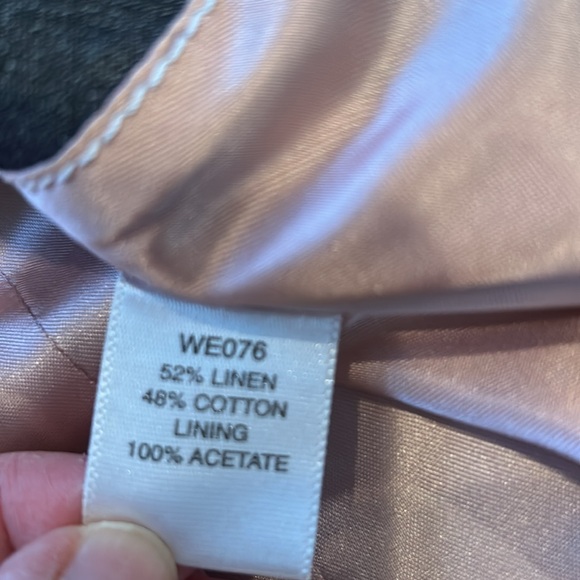 WE076
52% LINEN
48% COTTON
LINING
100% ACETATE